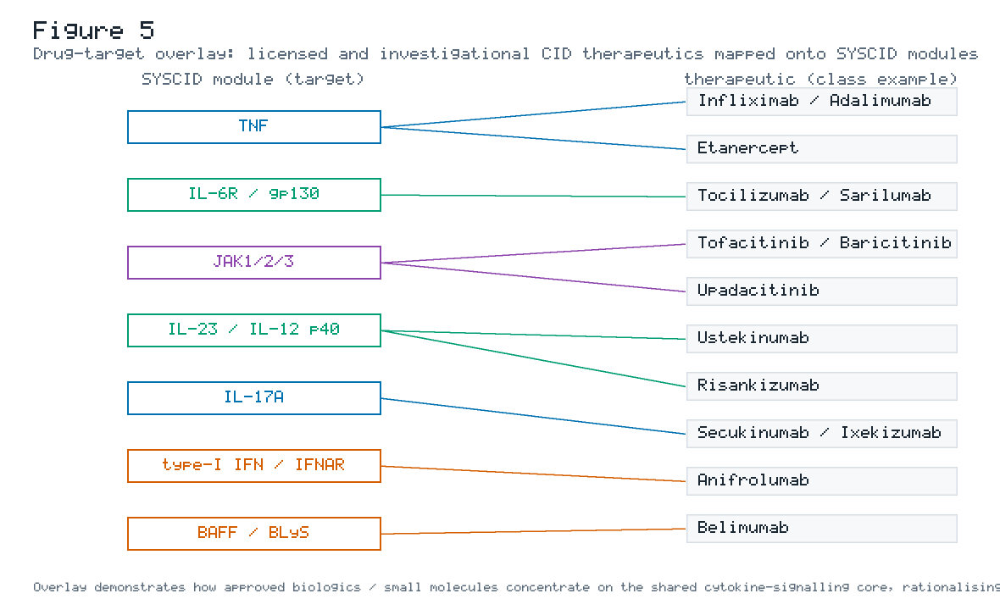 Figure 5
Drug-target overlay: licensed and investigational CID therapeutics mapped onto SYSCID modules
SYSCID module (target)
therapeutic (class example)
TNF
Infliximab / Adalimumab
Etanercept
IL-6R / gp130
Tocilizumab / Sarilumab
JAK1/2/3
Tofacitinib / Baricitinib
Upadacitinib
IL-23 / IL-12 p40
Ustekinumab
Risankizumab
IL-17A
Secukinumab / Ixekizumab
type-I IFN / IFNAR
Anifrolumab
BAFF / BLyS
Belimumab
Overlay demonstrates how approved biologics / small molecules concentrate on the shared cytokine-signalling core, rationalising